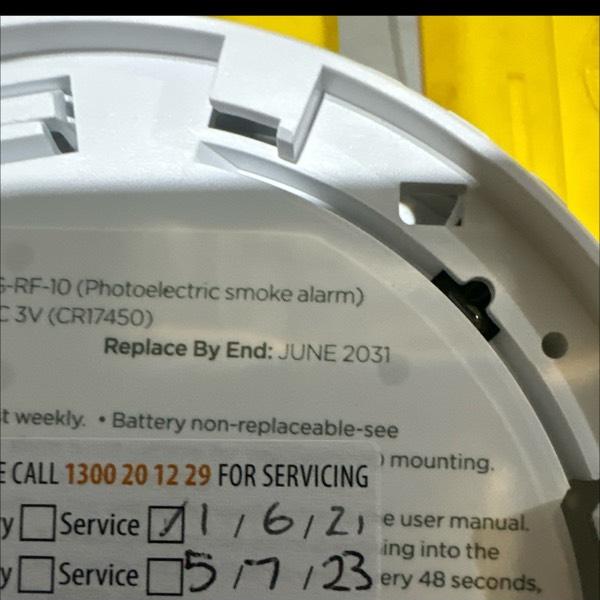 -RF-10 (Photoelectric smoke alarm)
3V (CR17450)
Replace By End: JUNE 2031
weekly. • Battery non-replaceable-see
mounting.
CALL 1300 20 12 29 FOR SERVICING
Service 1 / 6 / 21 e user manual.
ing into the
Service 5 / 7 / 23 ery 48 seconds,